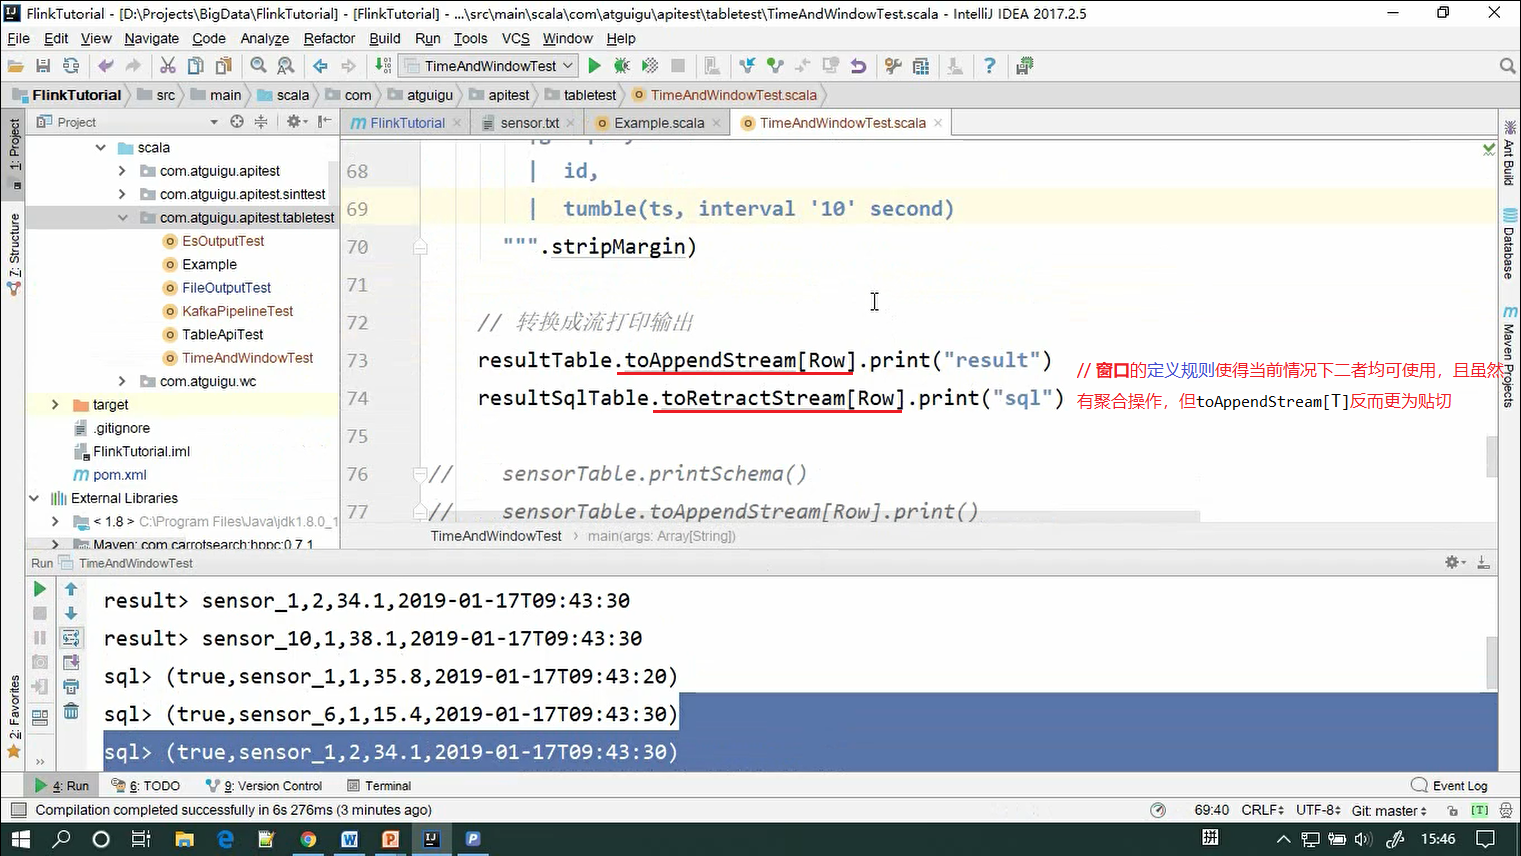 FlinkTutorial - [D:\Projects\BigData\FlinkTutorial] - [FlinkTutorial] - ...\src\main\scala\com\atguigu\apitest\tabletest\TimeAndWindowTest.scala - IntelliJ IDEA 2017.2.5
File Edit View Navigate Code Analyze Refactor Build Run Tools VCS Window Help
TimeAndWindowTest
FlinkTutorial src main scala com atguigu apitest tabletest TimeAndWindowTest.scala
Project
FlinkTutorial sensor.txt Example.scala TimeAndWindowTest.scala
1: Project
7: Structure
2: Favorites
scala
com.atguigu.apitest
com.atguigu.apitest.sinttest
com.atguigu.apitest.tabletest
EsOutputTest
Example
FileOutputTest
KafkaPipelineTest
TableApiTest
TimeAndWindowTest
com.atguigu.wc
target
.gitignore
FlinkTutorial.iml
pom.xml
External Libraries
< 1.8 > C:\Program Files\Java\jdk1.8.0_1
Maven: com.carrotsearch:hppc:0.7.1
68 | id,
69 | tumble(ts, interval '10' second)
70 """.stripMargin)
71
72 // 转换成流打印输出
73 resultTable.toAppendStream[Row].print("result")
74 resultSqlTable.toRetractStream[Row].print("sql")
75
76 // sensorTable.printSchema()
77 // sensorTable.toAppendStream[Row].print()
// 窗口的定义规则使得当前情况下二者均可使用，且虽然
有聚合操作，但toAppendStream[T]反而更为贴切
TimeAndWindowTest › main(args: Array[String])
Ant Build
Database
Maven Projects
Run TimeAndWindowTest
result> sensor_1,2,34.1,2019-01-17T09:43:30
result> sensor_10,1,38.1,2019-01-17T09:43:30
sql> (true,sensor_1,1,35.8,2019-01-17T09:43:20)
sql> (true,sensor_6,1,15.4,2019-01-17T09:43:30)
sql> (true,sensor_1,2,34.1,2019-01-17T09:43:30)
4: Run 6: TODO 9: Version Control Terminal Event Log
Compilation completed successfully in 6s 276ms (3 minutes ago) 69:40 CRLF UTF-8 Git: master [T]
拼 15:46